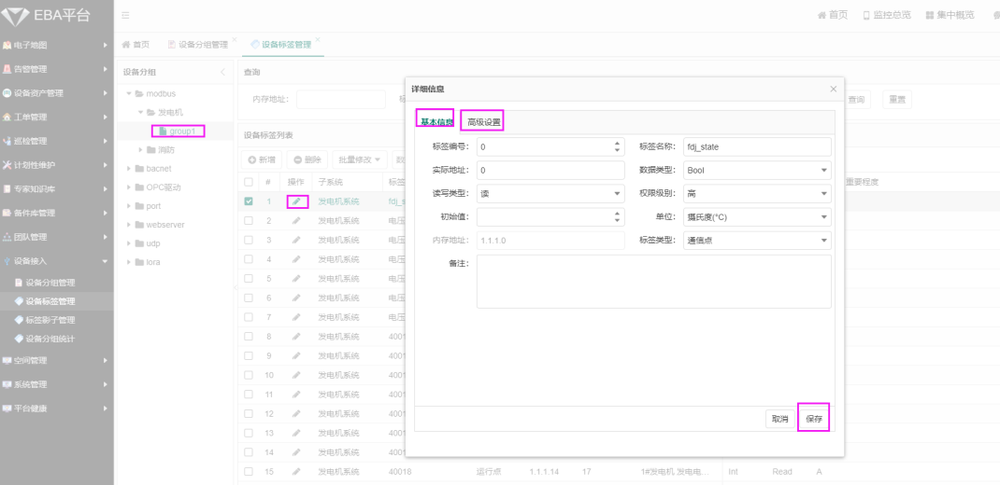 EBA平台
首页 监控总览 集中概览
电子地图
告警管理
设备资产管理
工单管理
巡检管理
计划性维护
专家知识库
备件库管理
团队管理
设备接入
设备分组管理
设备标签管理
标签影子管理
设备分组统计
空间管理
系统管理
平台健康
首页 设备分组管理 设备标签管理
设备分组
modbus
发电机
group1
消防
bacnet
OPC驱动
port
webserver
udp
lora
查询
内存地址：
查询 重置
设备标签列表
新增 删除 批量修改
# 操作 子系统 标签 重要程度
1 发电机系统 fdj_s
2 发电机系统 电压
3 发电机系统 电压
4 发电机系统 电压
5 发电机系统 电压
6 发电机系统 电压
7 发电机系统 电压
8 发电机系统 4001
9 发电机系统 4001
10 发电机系统 4001
11 发电机系统 4001
12 发电机系统 4001
13 发电机系统 4001
14 发电机系统 4001
15 发电机系统 40018 运行点 1.1.1.14 17 1#发电机 发电电... Int Read A
详细信息
基本信息 高级设置
标签编号： 0 标签名称： fdj_state
实际地址： 0 数据类型： Bool
读写类型： 读 权限级别： 高
初始值： 单位： 摄氏度(°C)
内存地址： 1.1.1.0 标签类型： 通信点
备注：
取消 保存